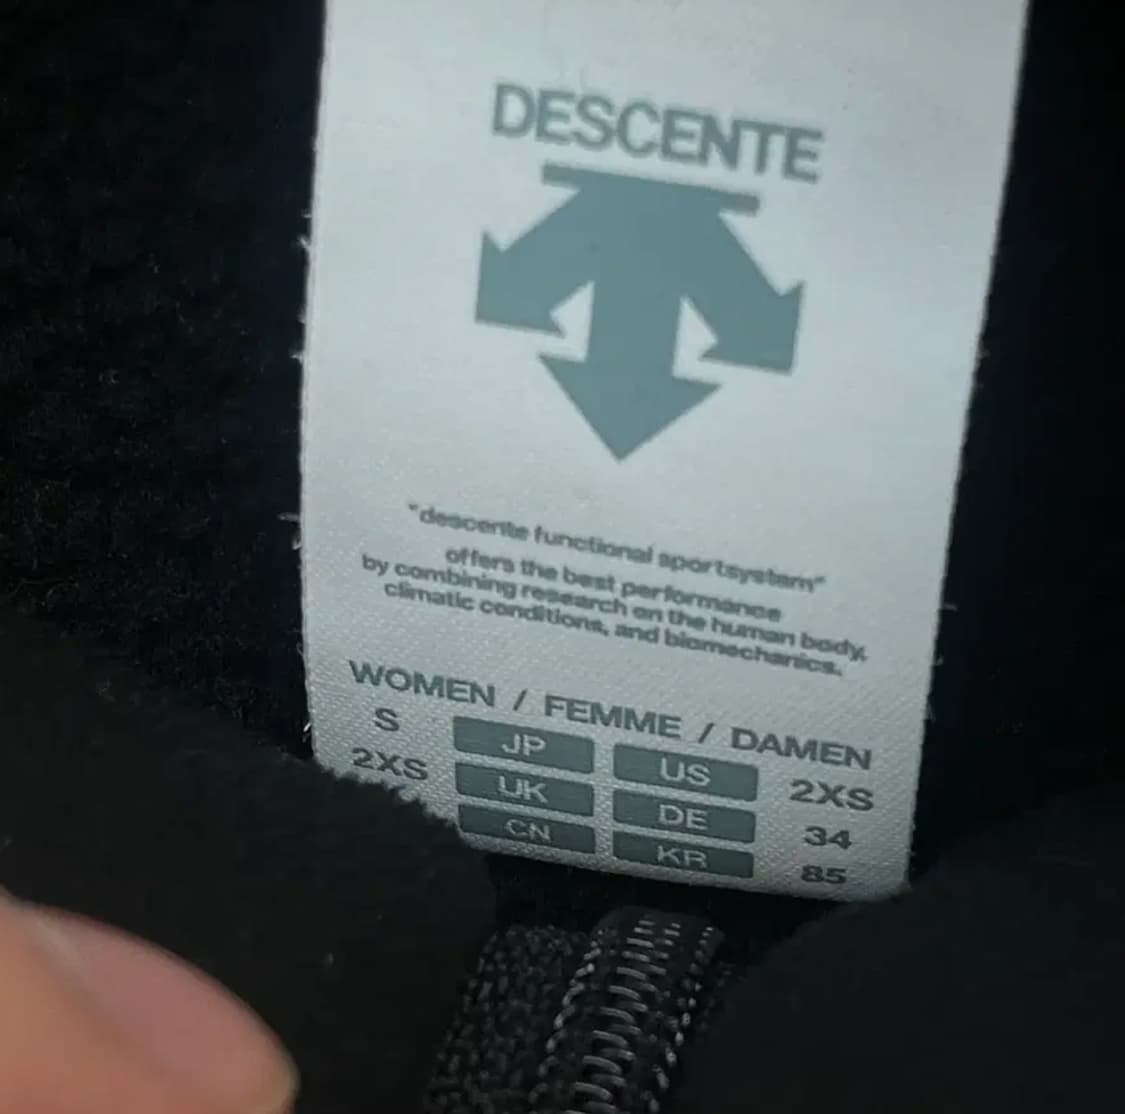 DESCENTE
"descente functional sportsystem"
offers the best performance
by combining research on the human body,
climatic conditions, and biomechanics.
WOMEN / FEMME / DAMEN
S JP US 2XS
2XS UK DE 34
CN KR 85